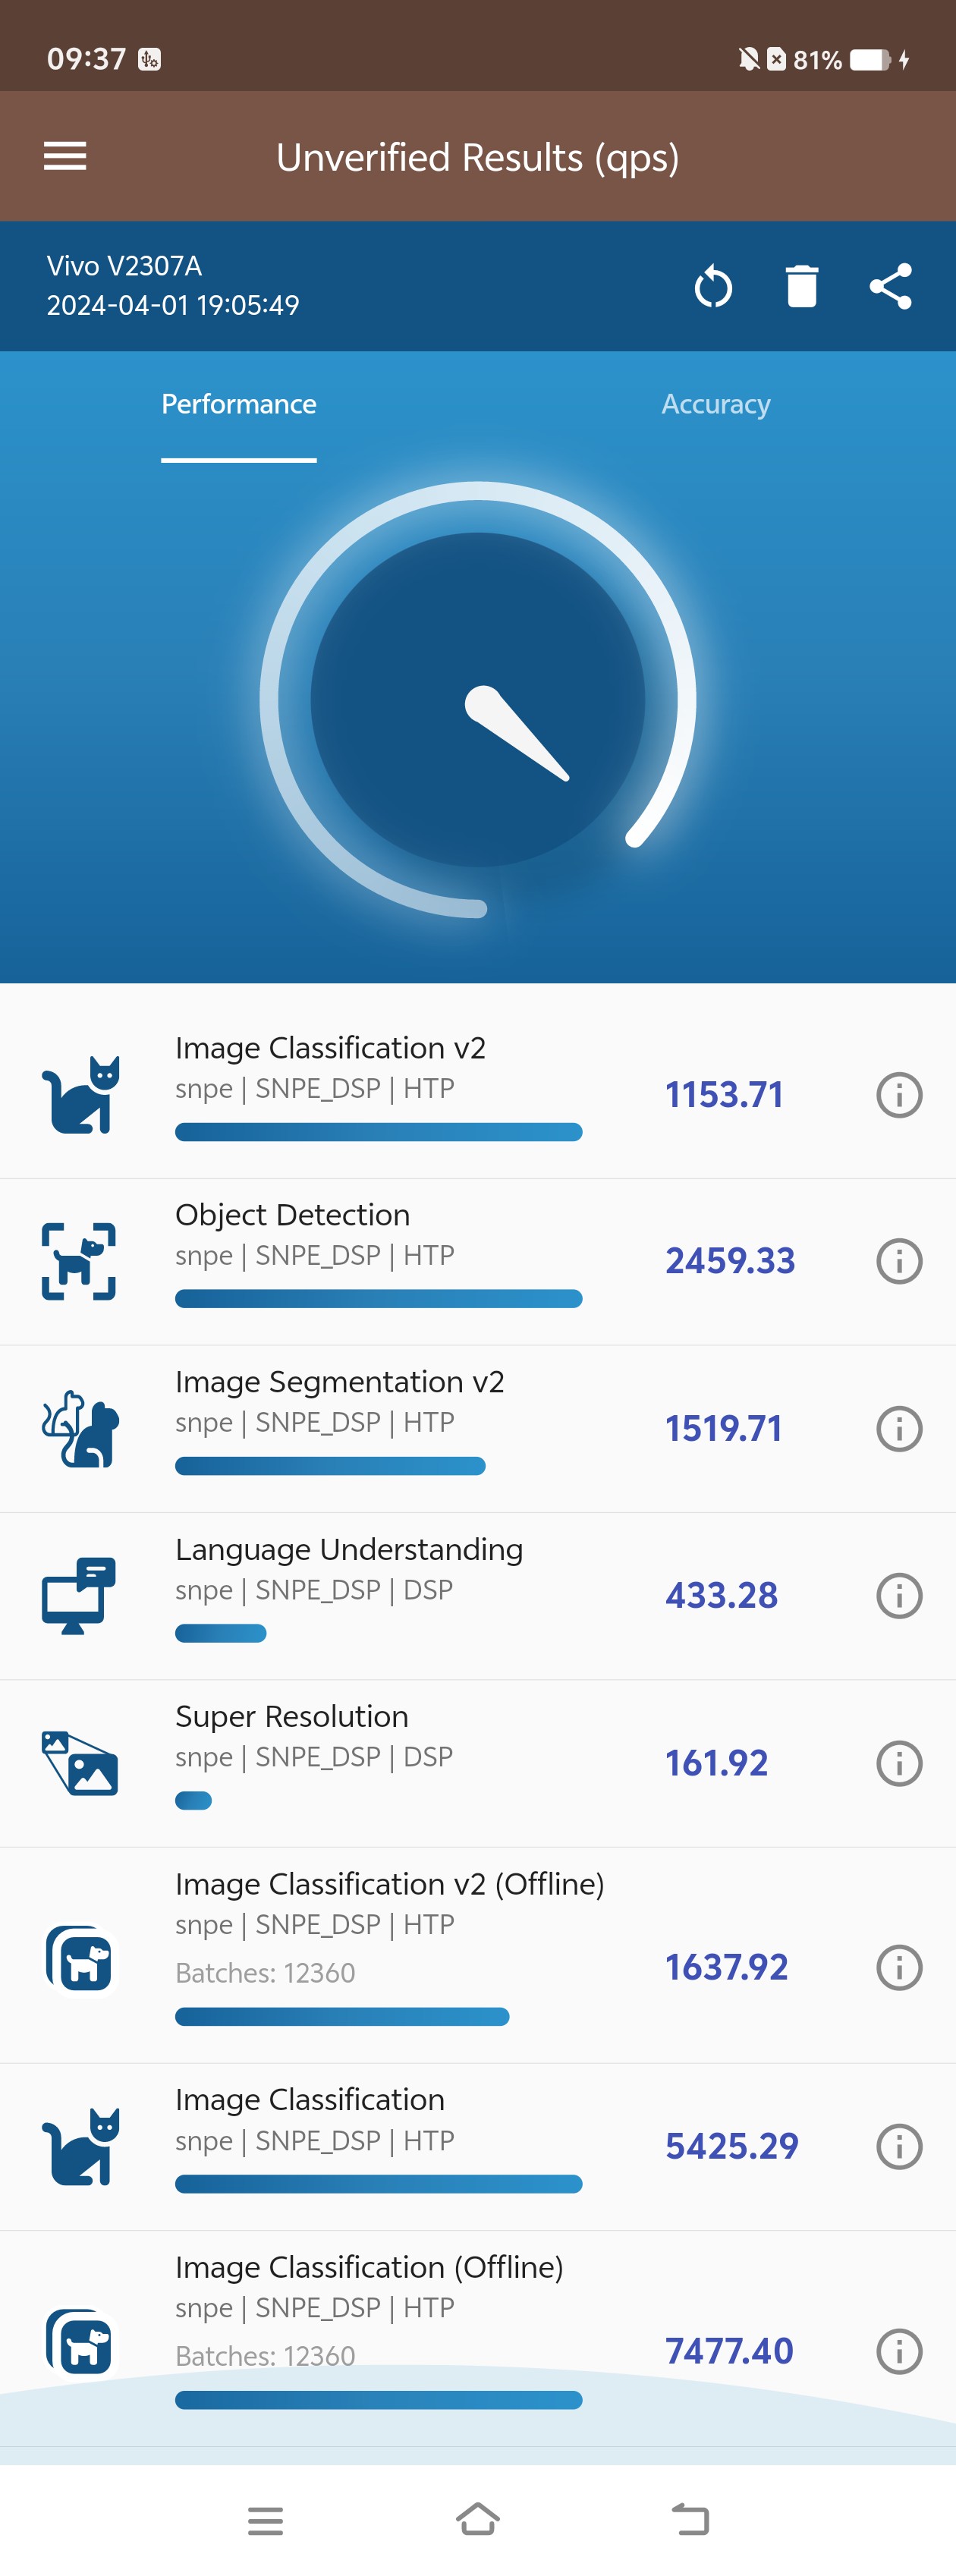 09:37
81%
Unverified Results (qps)
Vivo V2307A
2024-04-01 19:05:49
Performance
Accuracy
Image Classification v2
snpe | SNPE_DSP | HTP
1153.71
Object Detection
snpe | SNPE_DSP | HTP
2459.33
Image Segmentation v2
snpe | SNPE_DSP | HTP
1519.71
Language Understanding
snpe | SNPE_DSP | DSP
433.28
Super Resolution
snpe | SNPE_DSP | DSP
161.92
Image Classification v2 (Offline)
snpe | SNPE_DSP | HTP
Batches: 12360
1637.92
Image Classification
snpe | SNPE_DSP | HTP
5425.29
Image Classification (Offline)
snpe | SNPE_DSP | HTP
Batches: 12360
7477.40